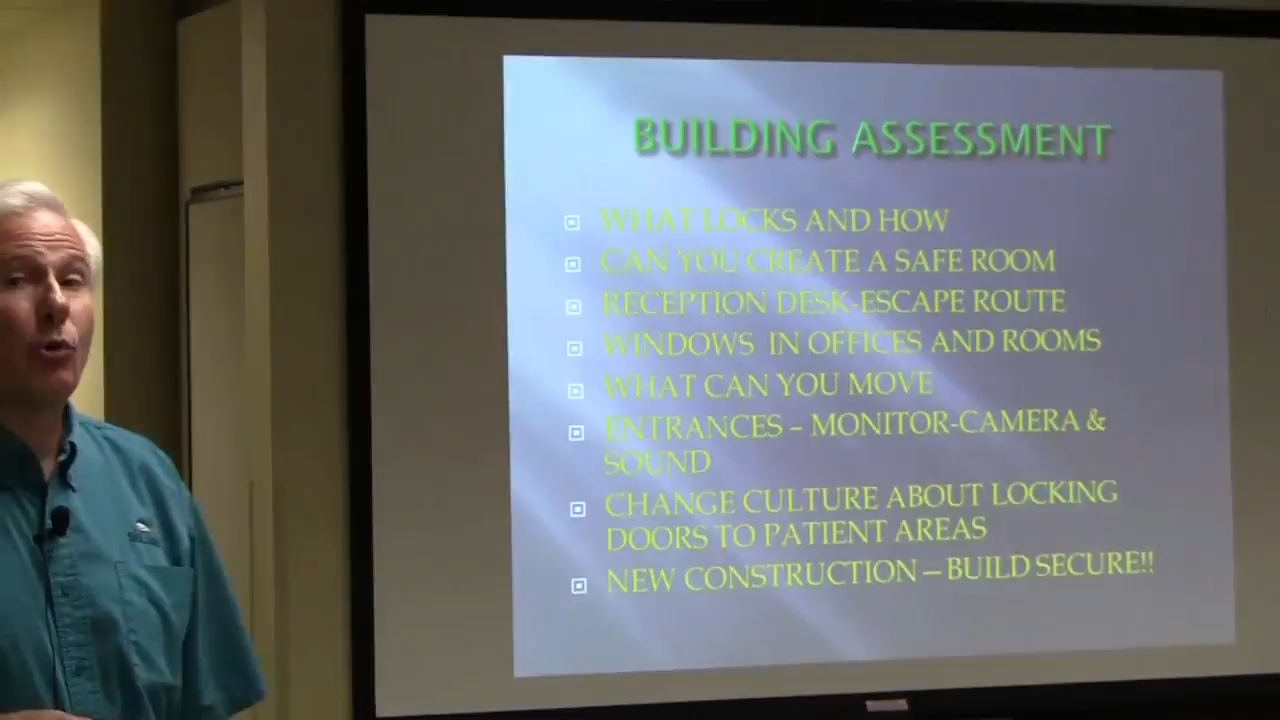 BUILDING ASSESSMENT
WHAT LOCKS AND HOW
CAN YOU CREATE A SAFE ROOM
RECEPTION DESK-ESCAPE ROUTE
WINDOWS IN OFFICES AND ROOMS
WHAT CAN YOU MOVE
ENTRANCES – MONITOR-CAMERA &
SOUND
CHANGE CULTURE ABOUT LOCKING
DOORS TO PATIENT AREAS
NEW CONSTRUCTION – BUILD SECURE!!